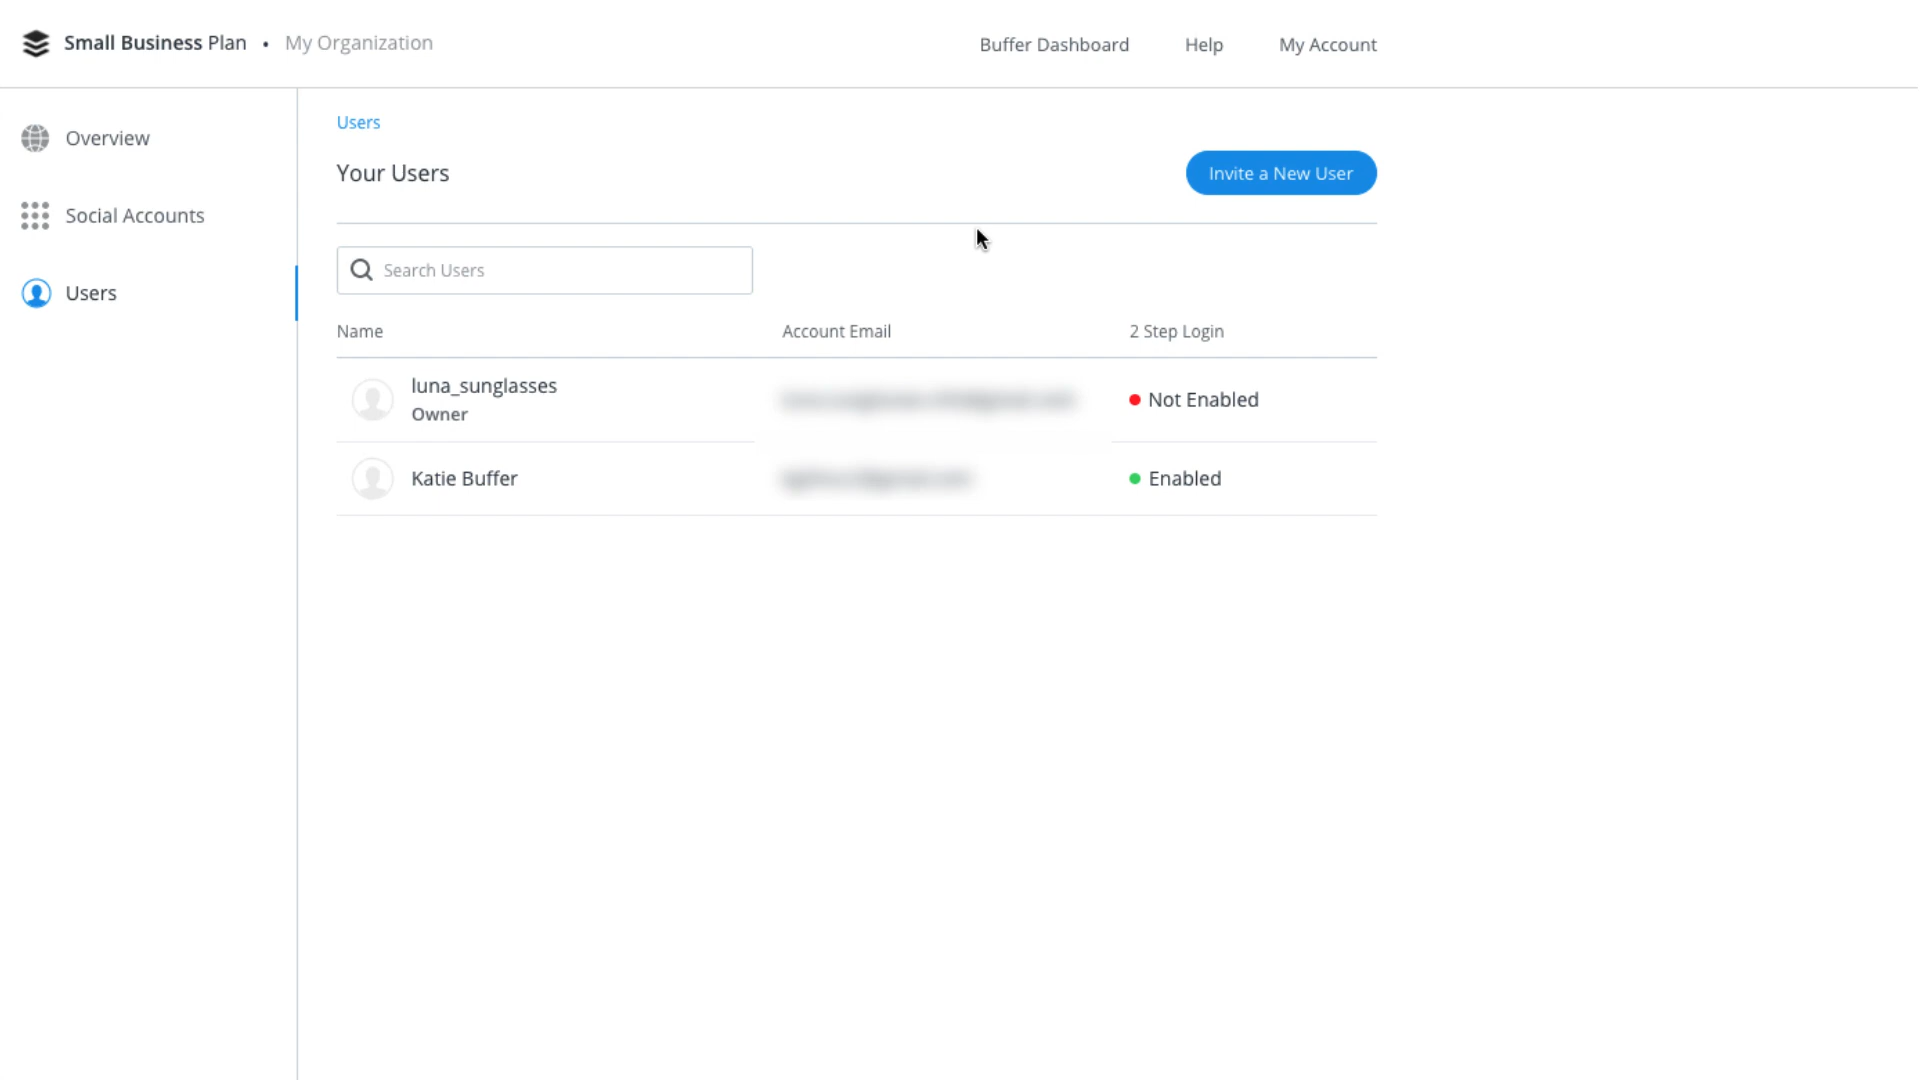 Small Business Plan • My Organization
Buffer Dashboard Help My Account
Overview
Social Accounts
Users
Users
Your Users
Invite a New User
Search Users
Name Account Email 2 Step Login
luna_sunglasses
Owner
Not Enabled
Katie Buffer
Enabled